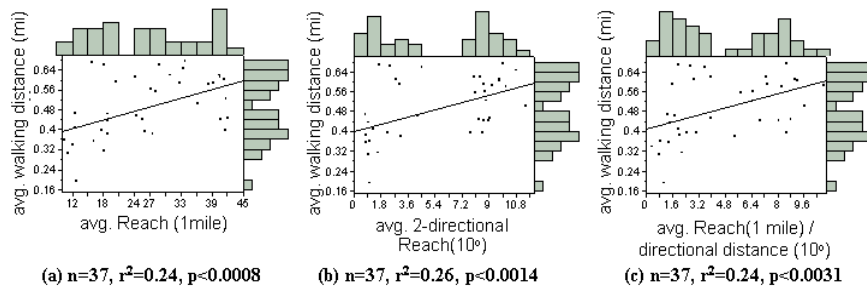 avg. walking distance (mi)
0.64
0.56
0.48
0.4
0.32
0.24
0.16
12 18 24 27 33 39 45
avg. Reach (1mile)
(a) n=37, r²=0.24, p<0.0008
avg. walking distance (mi)
0.64
0.56
0.48
0.4
0.32
0.24
0.16
0 1.8 3.6 5.4 7.2 9 10.8
avg. 2-directional
Reach(10º)
(b) n=37, r²=0.26, p<0.0014
avg. walking distance (mi)
0.64
0.56
0.48
0.4
0.32
0.24
0.16
0 1.6 3.2 4.8 6.4 8 9.6
avg. Reach(1 mile) /
directional distance (10º)
(c) n=37, r²=0.24, p<0.0031